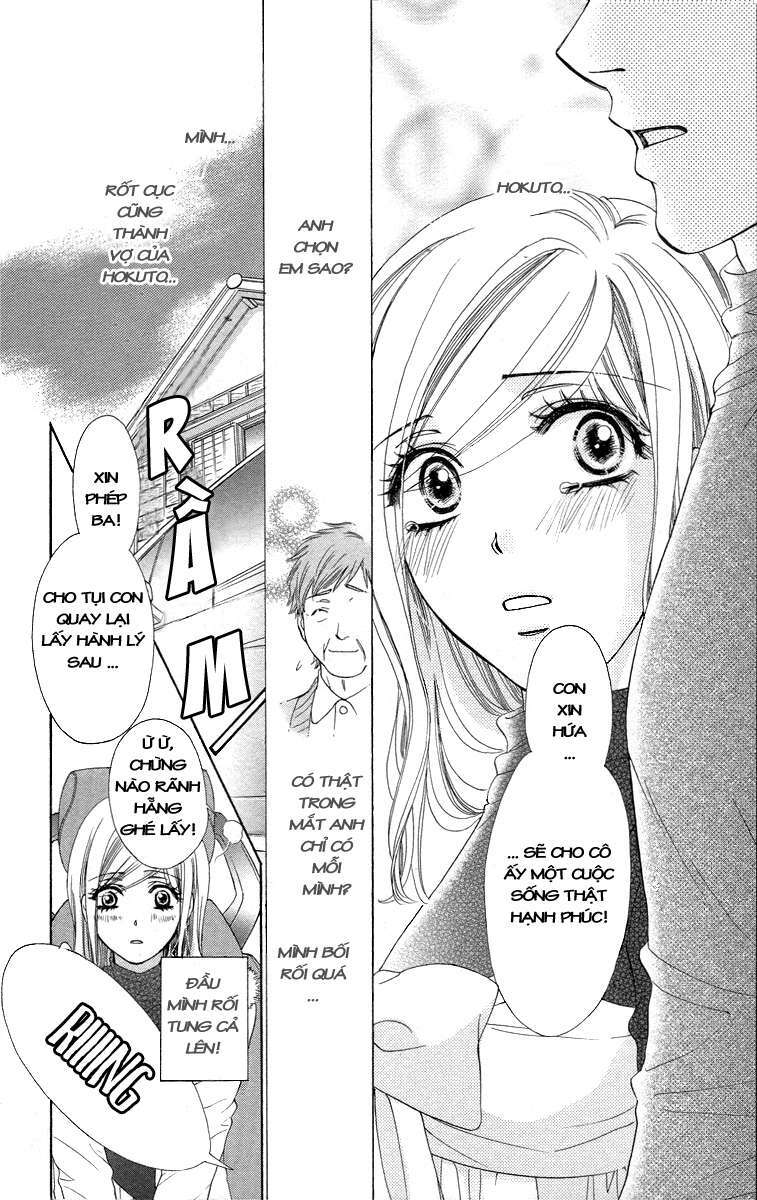 HOKUTO...
CON
XIN
HỨA
...
... SẼ CHO CÔ
ẤY MỘT CUỘC
SỐNG THẬT
HẠNH PHÚC!
ANH
CHỌN
EM SAO?
CÓ THẬT
TRONG
MẮT ANH
CHỈ CÓ
MỖI
MÌNH?
MÌNH BỐI
RỐI QUÁ
...
MÌNH...
RỐT CỤC
CŨNG
THÀNH
VỢ CỦA
HOKUTO...
RẦM
XIN
PHÉP
BA!
CHO TỤI CON
QUAY LẠI
LẤY HÀNH LÝ
SAU ...
Ừ Ừ,
CHỪNG
NÀO RÃNH
HẴNG
GHÉ LẤY!
ĐẦU
MÌNH RỐI
TUNG CẢ
LÊN!
RIIIING